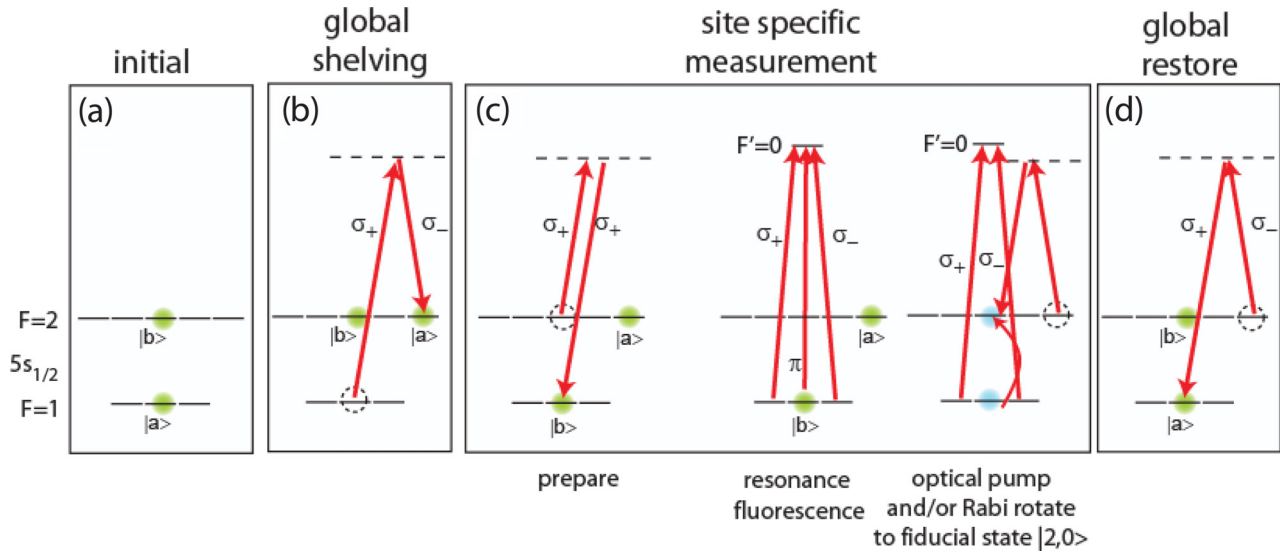 initial
global
shelving
site specific
measurement
global
restore
(a)
(b)
(c)
(d)
F=2
5s1/2
F=1
|b>
|a>
σ+
σ-
|b>
|a>
σ+
σ+
|a>
|b>
prepare
F'=0
σ+
σ-
π
|a>
|b>
resonance
fluorescence
F'=0
σ+
σ-
optical pump
and/or Rabi rotate
to fiducial state |2,0>
σ+
σ-
|b>
|a>